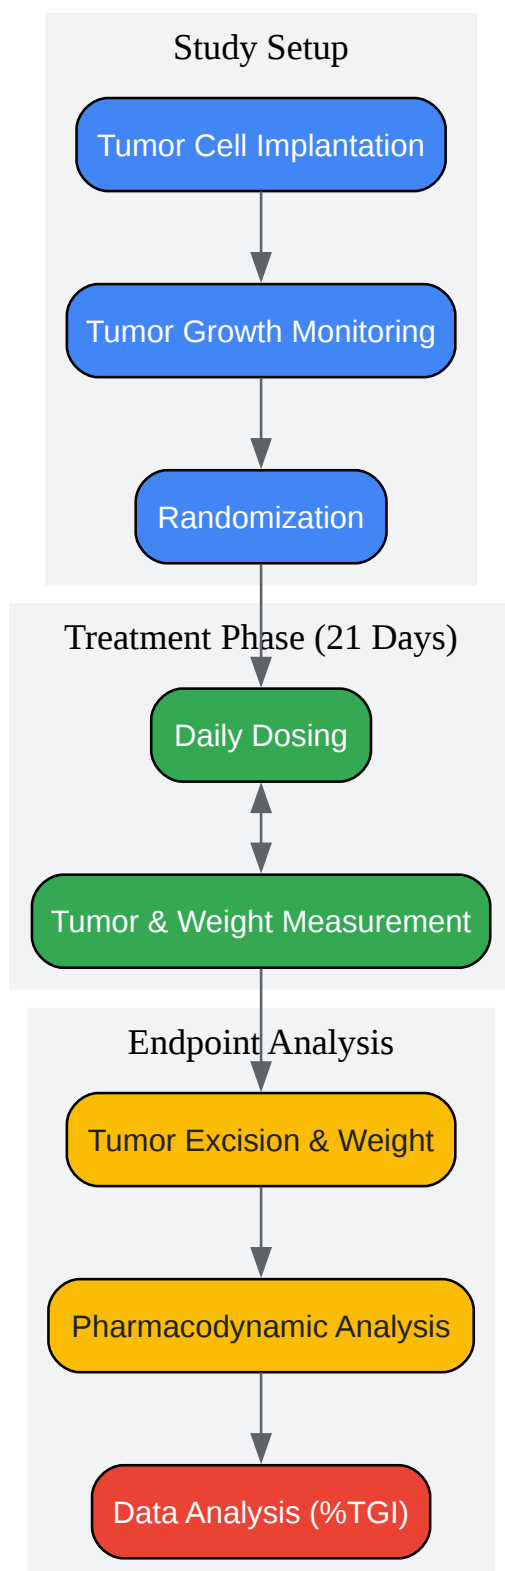 Study Setup
Tumor Cell Implantation
Tumor Growth Monitoring
Randomization
Treatment Phase (21 Days)
Daily Dosing
Tumor & Weight Measurement
Endpoint Analysis
Tumor Excision & Weight
Pharmacodynamic Analysis
Data Analysis (%TGI)